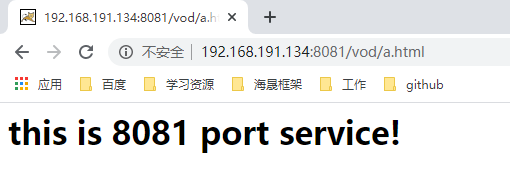 192.168.191.134:8081/vod/a.h
不安全 192.168.191.134:8081/vod/a.html
应用 百度 学习资源 海晟框架 工作 github
this is 8081 port service!